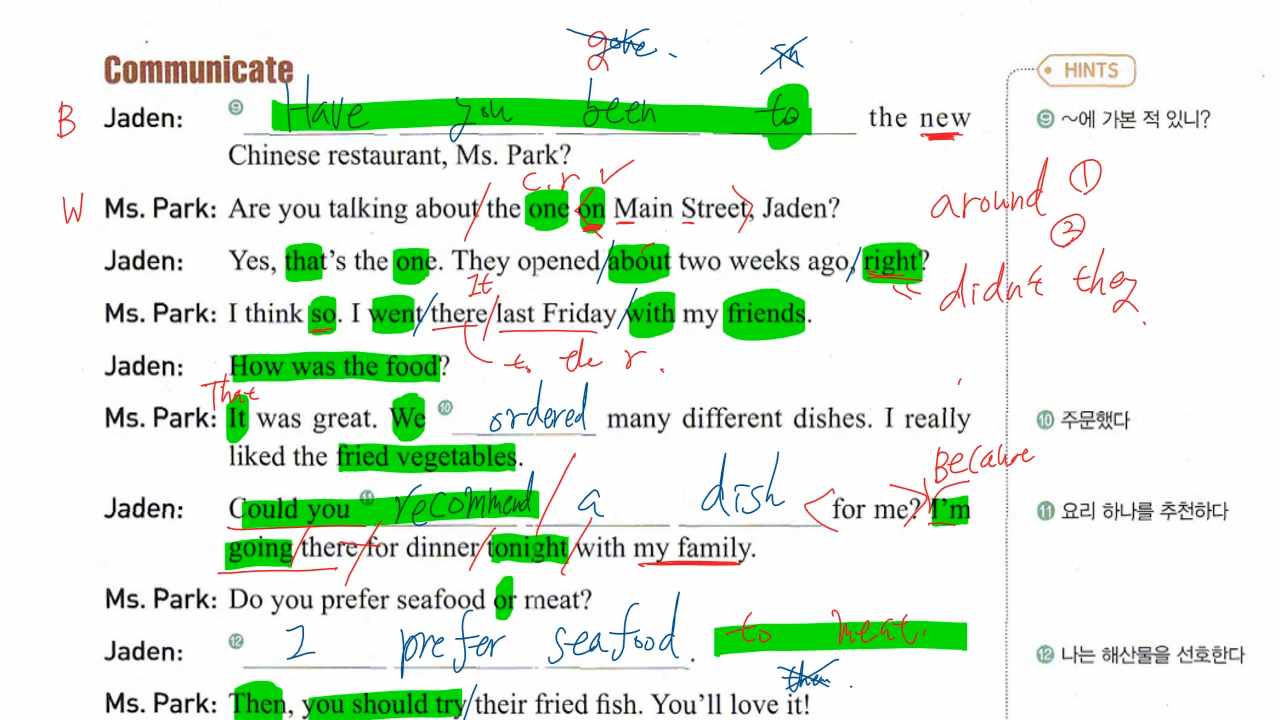 gone.
in
Communicate
HINTS
B Jaden: ⑨ Have you been to the new
⑨ ~에 가본 적 있니?
Chinese restaurant, Ms. Park?
c.r
around ①
W Ms. Park: Are you talking about the one on Main Street, Jaden?
②
Jaden: Yes, that's the one. They opened about two weeks ago, right?
didn't they
It
Ms. Park: I think so. I went there last Friday with my friends.
to the r.
Jaden: How was the food?
That
Ms. Park: It was great. We ⑩ ordered many different dishes. I really
⑩ 주문했다
liked the fried vegetables.
Because
Jaden: Could you ⑪ recommend a dish for me? I'm
⑪ 요리 하나를 추천하다
going there for dinner tonight with my family.
Ms. Park: Do you prefer seafood or meat?
Jaden: ⑫ I prefer seafood. to meat.
⑫ 나는 해산물을 선호한다
than.
Ms. Park: Then, you should try their fried fish. You'll love it!